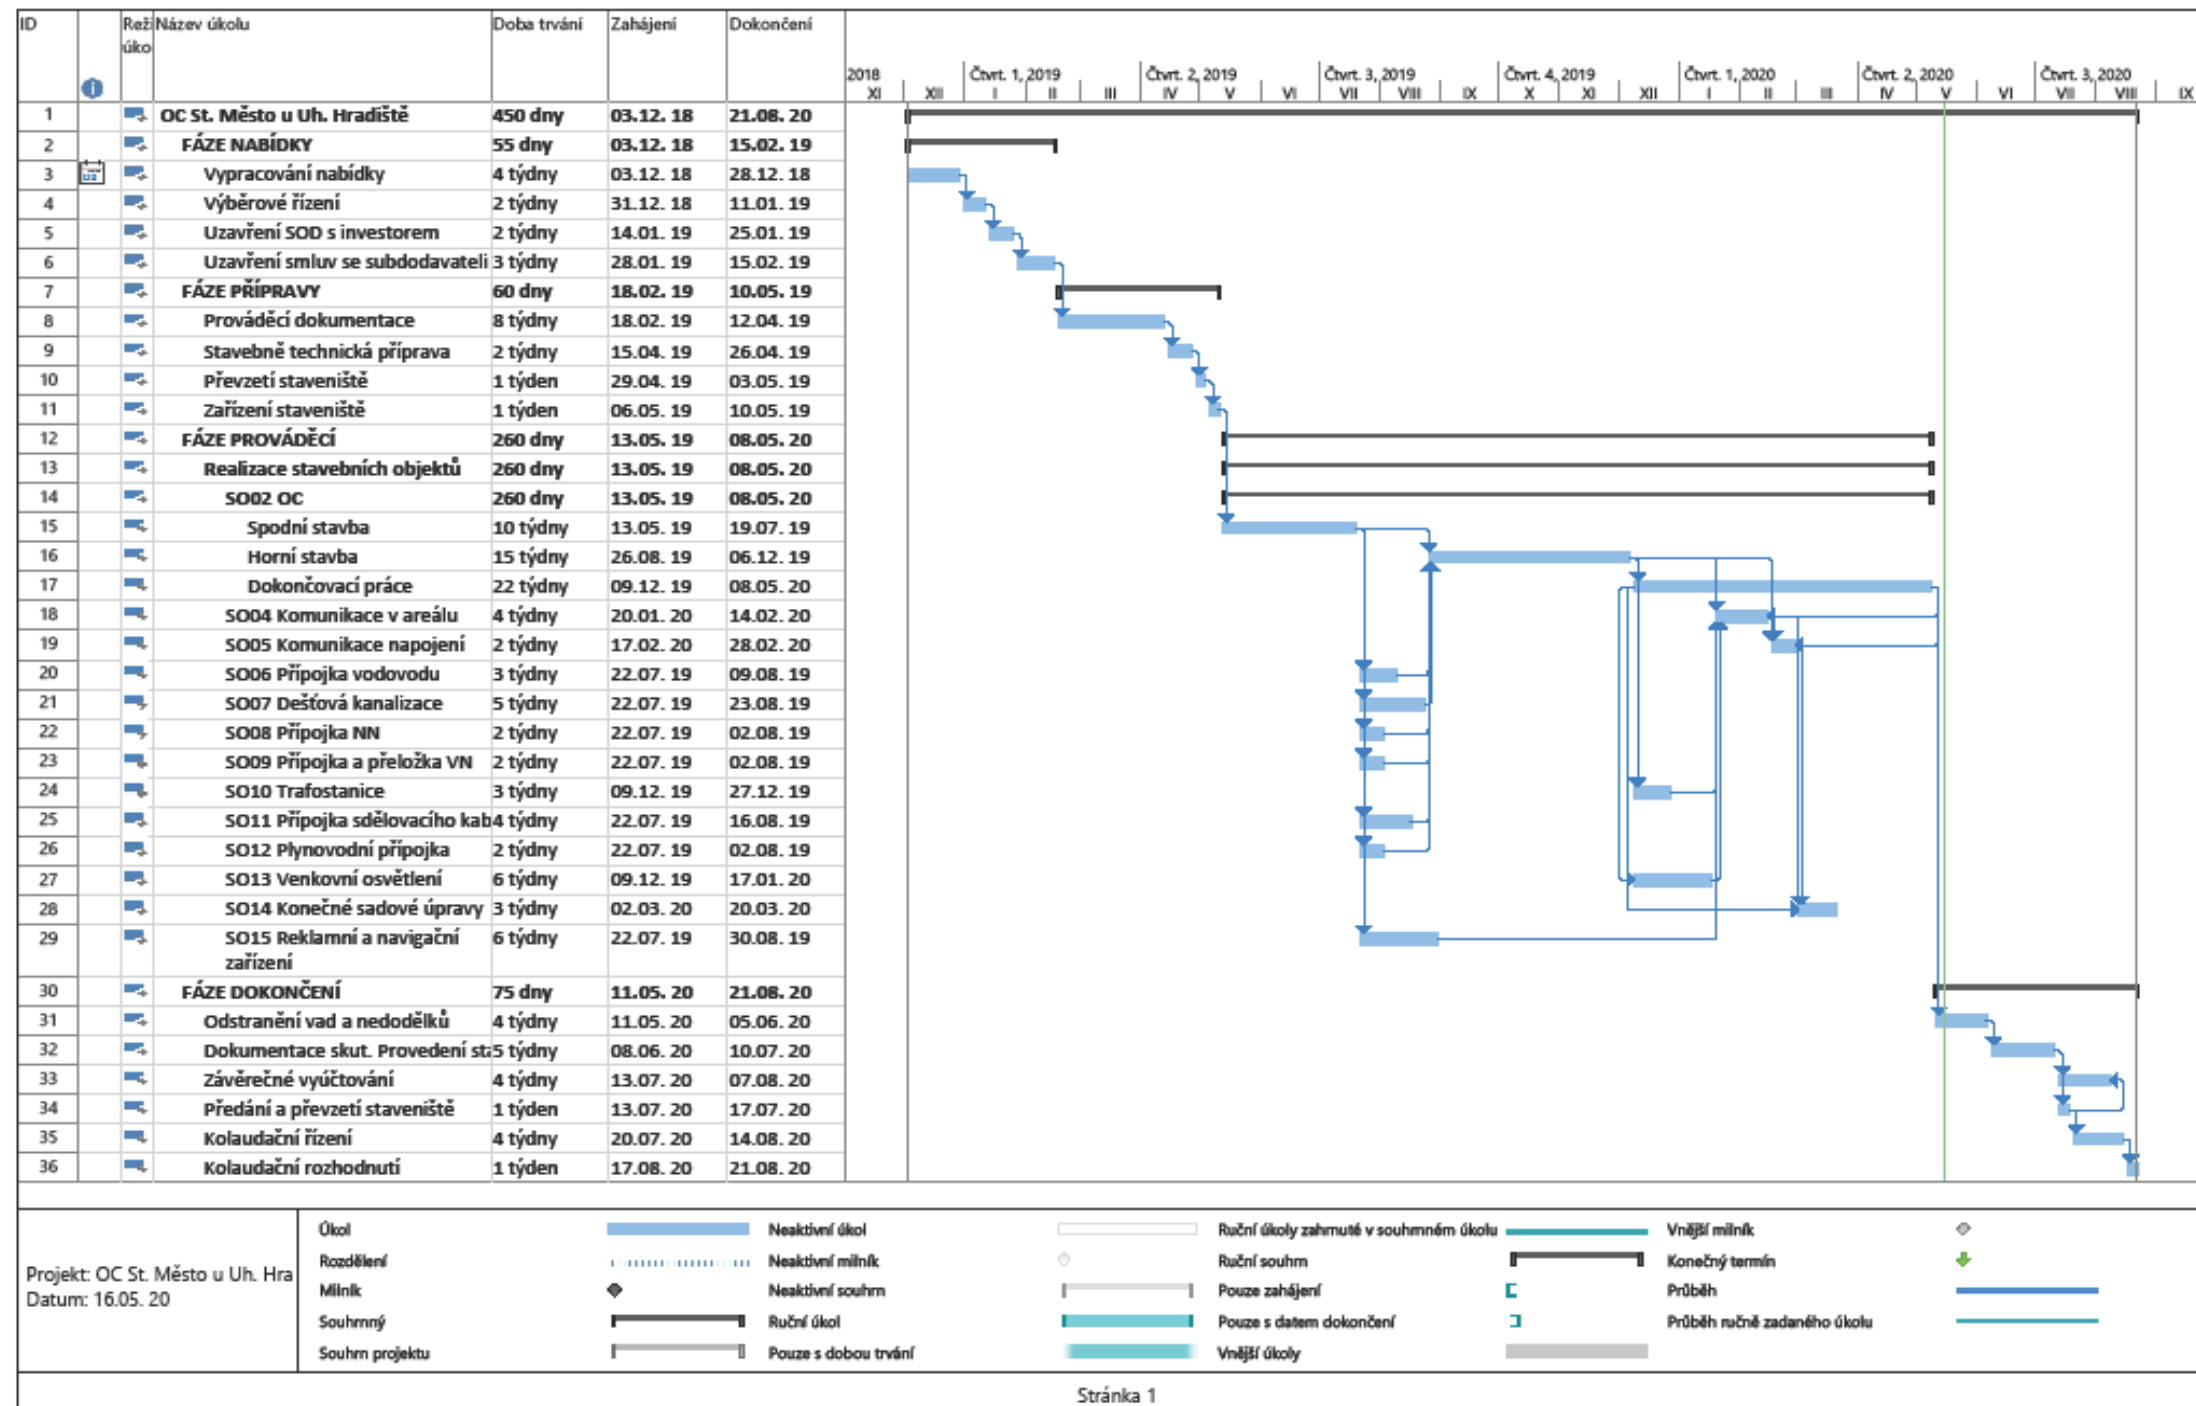 ID Reži úko Název úkolu Doba trvání Zahájení Dokončení
2018 Čtvrt. 1, 2019 Čtvrt. 2, 2019 Čtvrt. 3, 2019 Čtvrt. 4, 2019 Čtvrt. 1, 2020 Čtvrt. 2, 2020 Čtvrt. 3, 2020
XI XII I II III IV V VI VII VIII IX X XI XII I II III IV V VI VII VIII IX
1 OC St. Město u Uh. Hradiště 450 dny 03.12. 18 21.08. 20
2 FÁZE NABÍDKY 55 dny 03.12. 18 15.02. 19
3 Vypracování nabídky 4 týdny 03.12. 18 28.12. 18
4 Výběrové řízení 2 týdny 31.12. 18 11.01. 19
5 Uzavření SOD s investorem 2 týdny 14.01. 19 25.01. 19
6 Uzavření smluv se subdodavateli 3 týdny 28.01. 19 15.02. 19
7 FÁZE PŘÍPRAVY 60 dny 18.02. 19 10.05. 19
8 Prováděcí dokumentace 8 týdny 18.02. 19 12.04. 19
9 Stavebně technická příprava 2 týdny 15.04. 19 26.04. 19
10 Převzetí staveniště 1 týden 29.04. 19 03.05. 19
11 Zařízení staveniště 1 týden 06.05. 19 10.05. 19
12 FÁZE PROVÁDĚCÍ 260 dny 13.05. 19 08.05. 20
13 Realizace stavebních objektů 260 dny 13.05. 19 08.05. 20
14 SO02 OC 260 dny 13.05. 19 08.05. 20
15 Spodní stavba 10 týdny 13.05. 19 19.07. 19
16 Horní stavba 15 týdny 26.08. 19 06.12. 19
17 Dokončovací práce 22 týdny 09.12. 19 08.05. 20
18 SO04 Komunikace v areálu 4 týdny 20.01. 20 14.02. 20
19 SO05 Komunikace napojení 2 týdny 17.02. 20 28.02. 20
20 SO06 Přípojka vodovodu 3 týdny 22.07. 19 09.08. 19
21 SO07 Dešťová kanalizace 5 týdny 22.07. 19 23.08. 19
22 SO08 Přípojka NN 2 týdny 22.07. 19 02.08. 19
23 SO09 Přípojka a přeložka VN 2 týdny 22.07. 19 02.08. 19
24 SO10 Trafostanice 3 týdny 09.12. 19 27.12. 19
25 SO11 Přípojka sdělovacího kab 4 týdny 22.07. 19 16.08. 19
26 SO12 Plynovodní přípojka 2 týdny 22.07. 19 02.08. 19
27 SO13 Venkovní osvětlení 6 týdny 09.12. 19 17.01. 20
28 SO14 Konečné sadové úpravy 3 týdny 02.03. 20 20.03. 20
29 SO15 Reklamní a navigační 6 týdny 22.07. 19 30.08. 19
zařízení
30 FÁZE DOKONČENÍ 75 dny 11.05. 20 21.08. 20
31 Odstranění vad a nedodělků 4 týdny 11.05. 20 05.06. 20
32 Dokumentace skut. Provedení sta 5 týdny 08.06. 20 10.07. 20
33 Závěrečné vyúčtování 4 týdny 13.07. 20 07.08. 20
34 Předání a převzetí staveniště 1 týden 13.07. 20 17.07. 20
35 Kolaudační řízení 4 týdny 20.07. 20 14.08. 20
36 Kolaudační rozhodnutí 1 týden 17.08. 20 21.08. 20
Projekt: OC St. Město u Uh. Hra
Datum: 16.05. 20
Úkol Neaktivní úkol Ruční úkoly zahrnuté v souhrnném úkolu Vnější milník
Rozdělení Neaktivní milník Ruční souhrn Konečný termín
Milník Neaktivní souhrn Pouze zahájení Průběh
Souhrnný Ruční úkol Pouze s datem dokončení Průběh ručně zadaného úkolu
Souhrn projektu Pouze s dobou trvání Vnější úkoly
Stránka 1